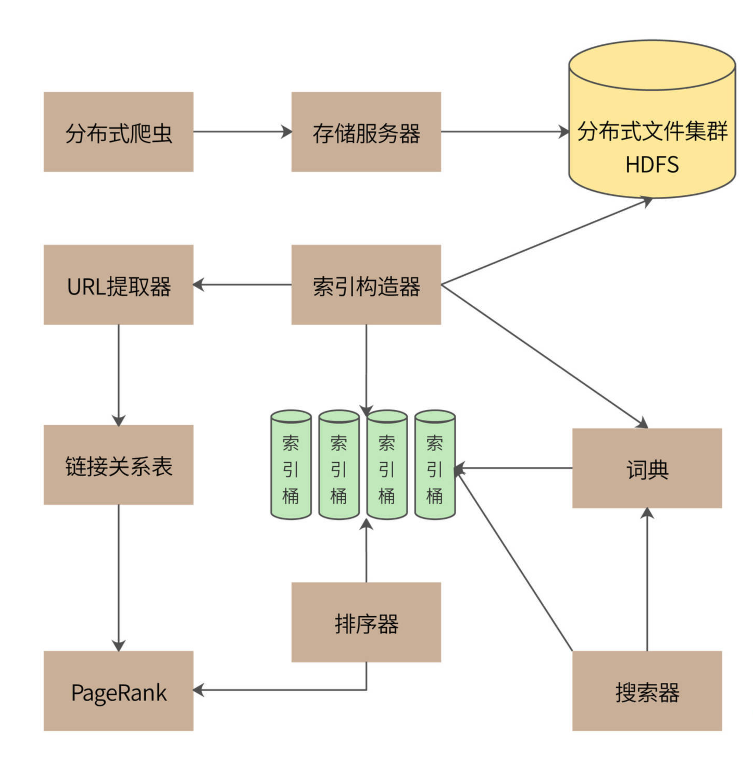 分布式爬虫
存储服务器
分布式文件集群
HDFS
URL提取器
索引构造器
链接关系表
索引桶
索引桶
索引桶
索引桶
词典
排序器
PageRank
搜索器